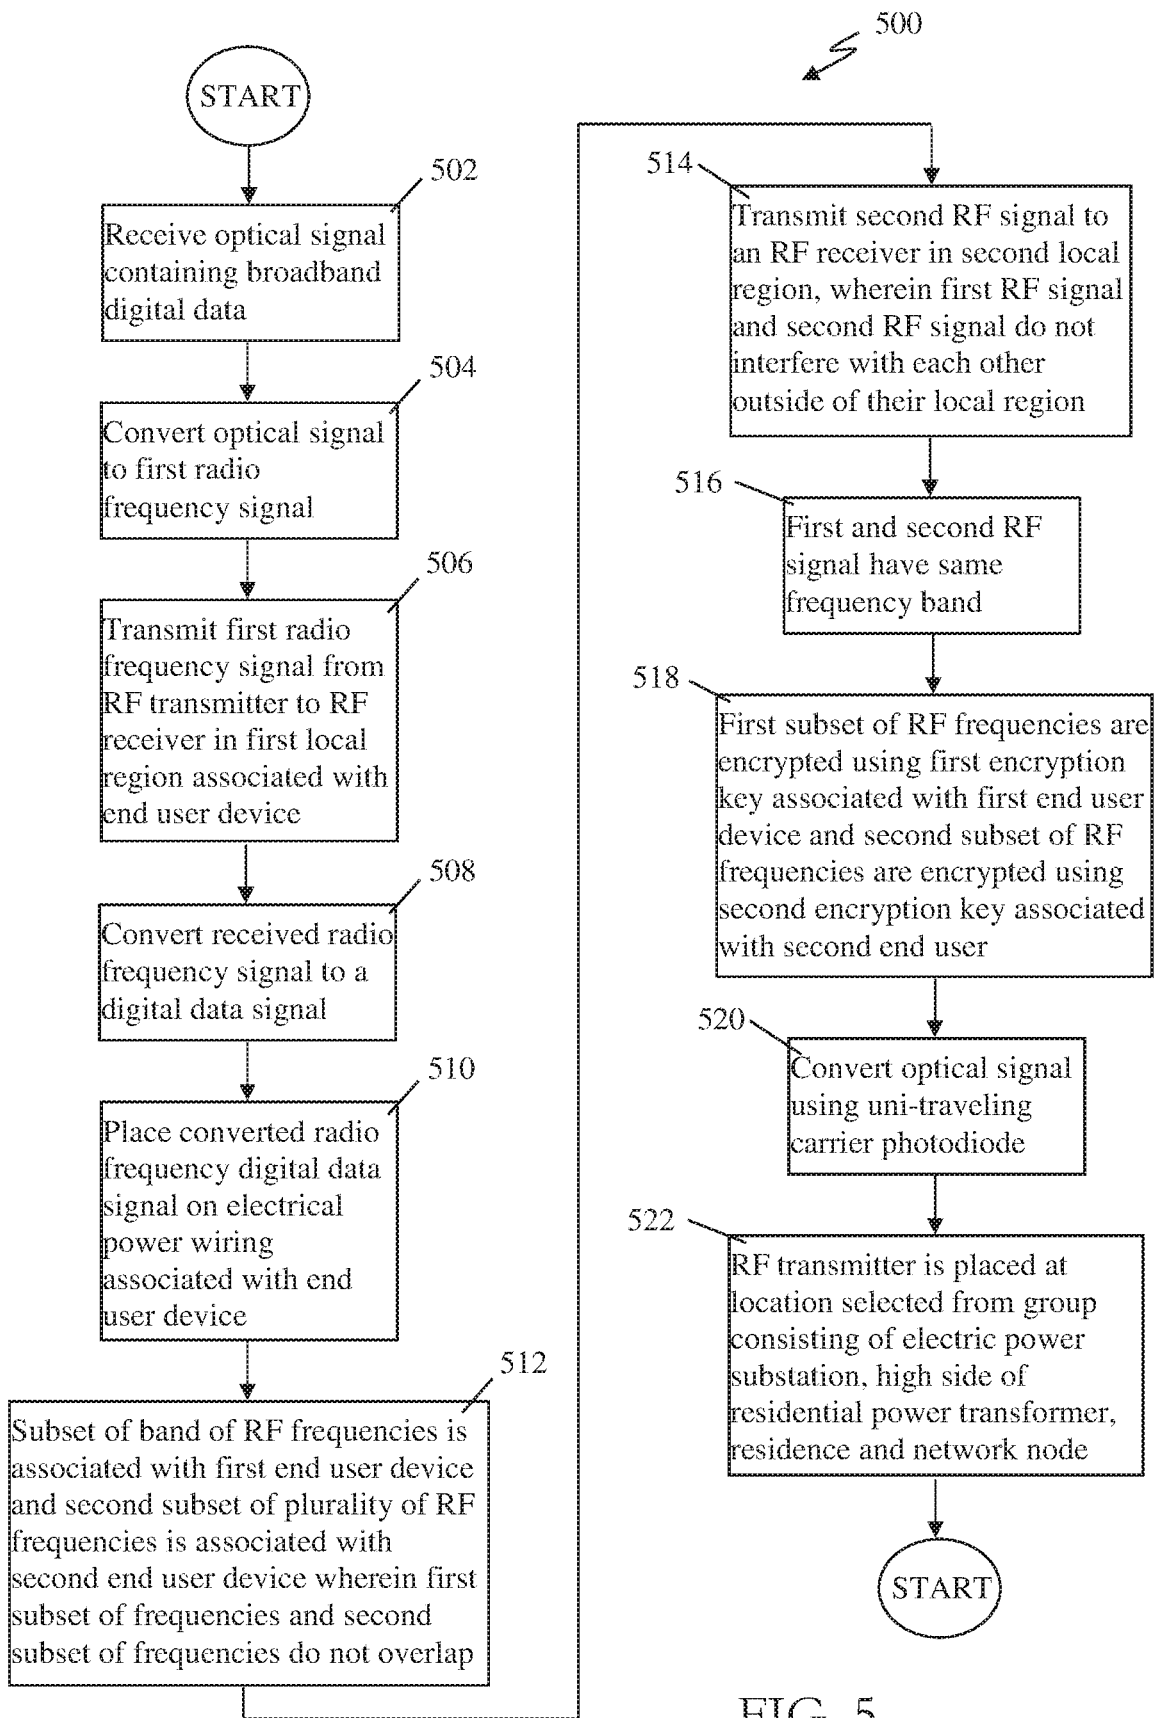 500
START
502
Receive optical signal
containing broadband
digital data
504
Convert optical signal
to first radio
frequency signal
506
Transmit first radio
frequency signal from
RF transmitter to RF
receiver in first local
region associated with
end user device
508
Convert received radio
frequency signal to a
digital data signal
510
Place converted radio
frequency digital data
signal on electrical
power wiring
associated with end
user device
512
Subset of band of RF frequencies is
associated with first end user device
and second subset of plurality of RF
frequencies is associated with
second end user device wherein first
subset of frequencies and second
subset of frequencies do not overlap
514
Transmit second RF signal to
an RF receiver in second local
region, wherein first RF signal
and second RF signal do not
interfere with each other
outside of their local region
516
First and second RF
signal have same
frequency band
518
First subset of RF frequencies are
encrypted using first encryption
key associated with first end user
device and second subset of RF
frequencies are encrypted using
second encryption key associated
with second end user
520
Convert optical signal
using uni-traveling
carrier photodiode
522
RF transmitter is placed at
location selected from group
consisting of electric power
substation, high side of
residential power transformer,
residence and network node
START
FIG. 5